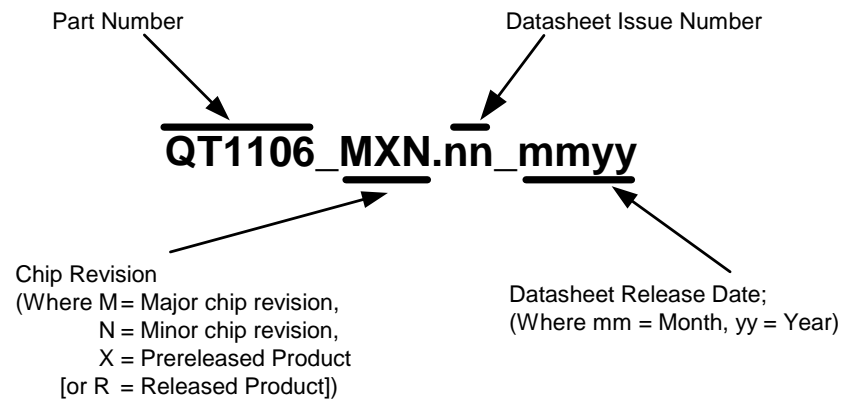 Part Number
Datasheet Issue Number
QT1106_MXN.nn_mmyy
Chip Revision
(Where M = Major chip revision,
N = Minor chip revision,
X = Prereleased Product
[or R = Released Product])
Datasheet Release Date;
(Where mm = Month, yy = Year)